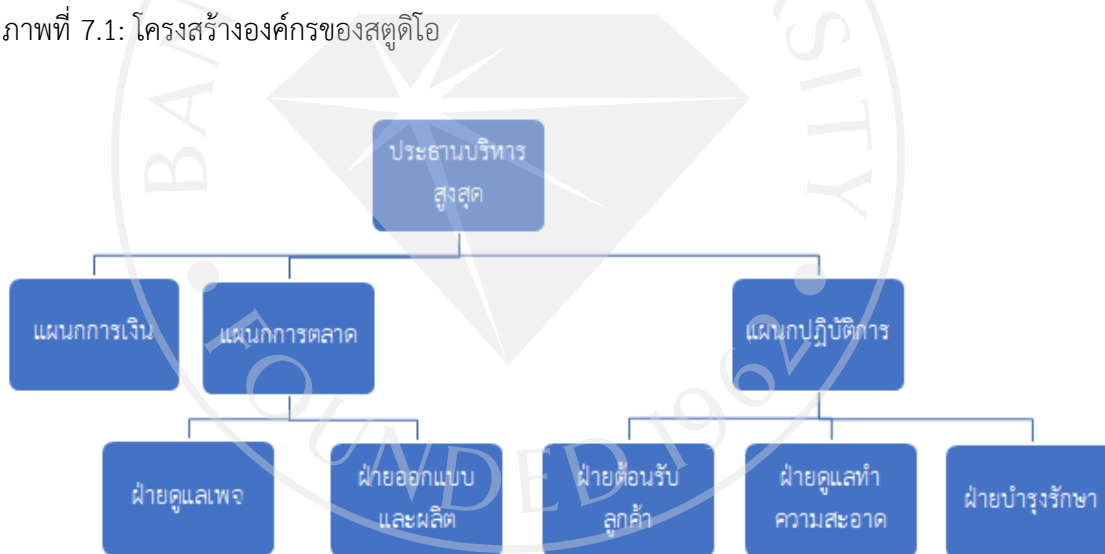 ภาพที่ 7.1: โครงสร้างองค์กรของสตูดิโอ
ประธานบริหาร
สูงสุด
แผนกการเงิน
แผนกการตลาด
แผนกปฏิบัติการ
ฝ่ายดูแลเพจ
ฝ่ายออกแบบ
และผลิต
ฝ่ายต้อนรับ
ลูกค้า
ฝ่ายดูแลทำ
ความสะอาด
ฝ่ายบำรุงรักษา
FOUNDED 1962